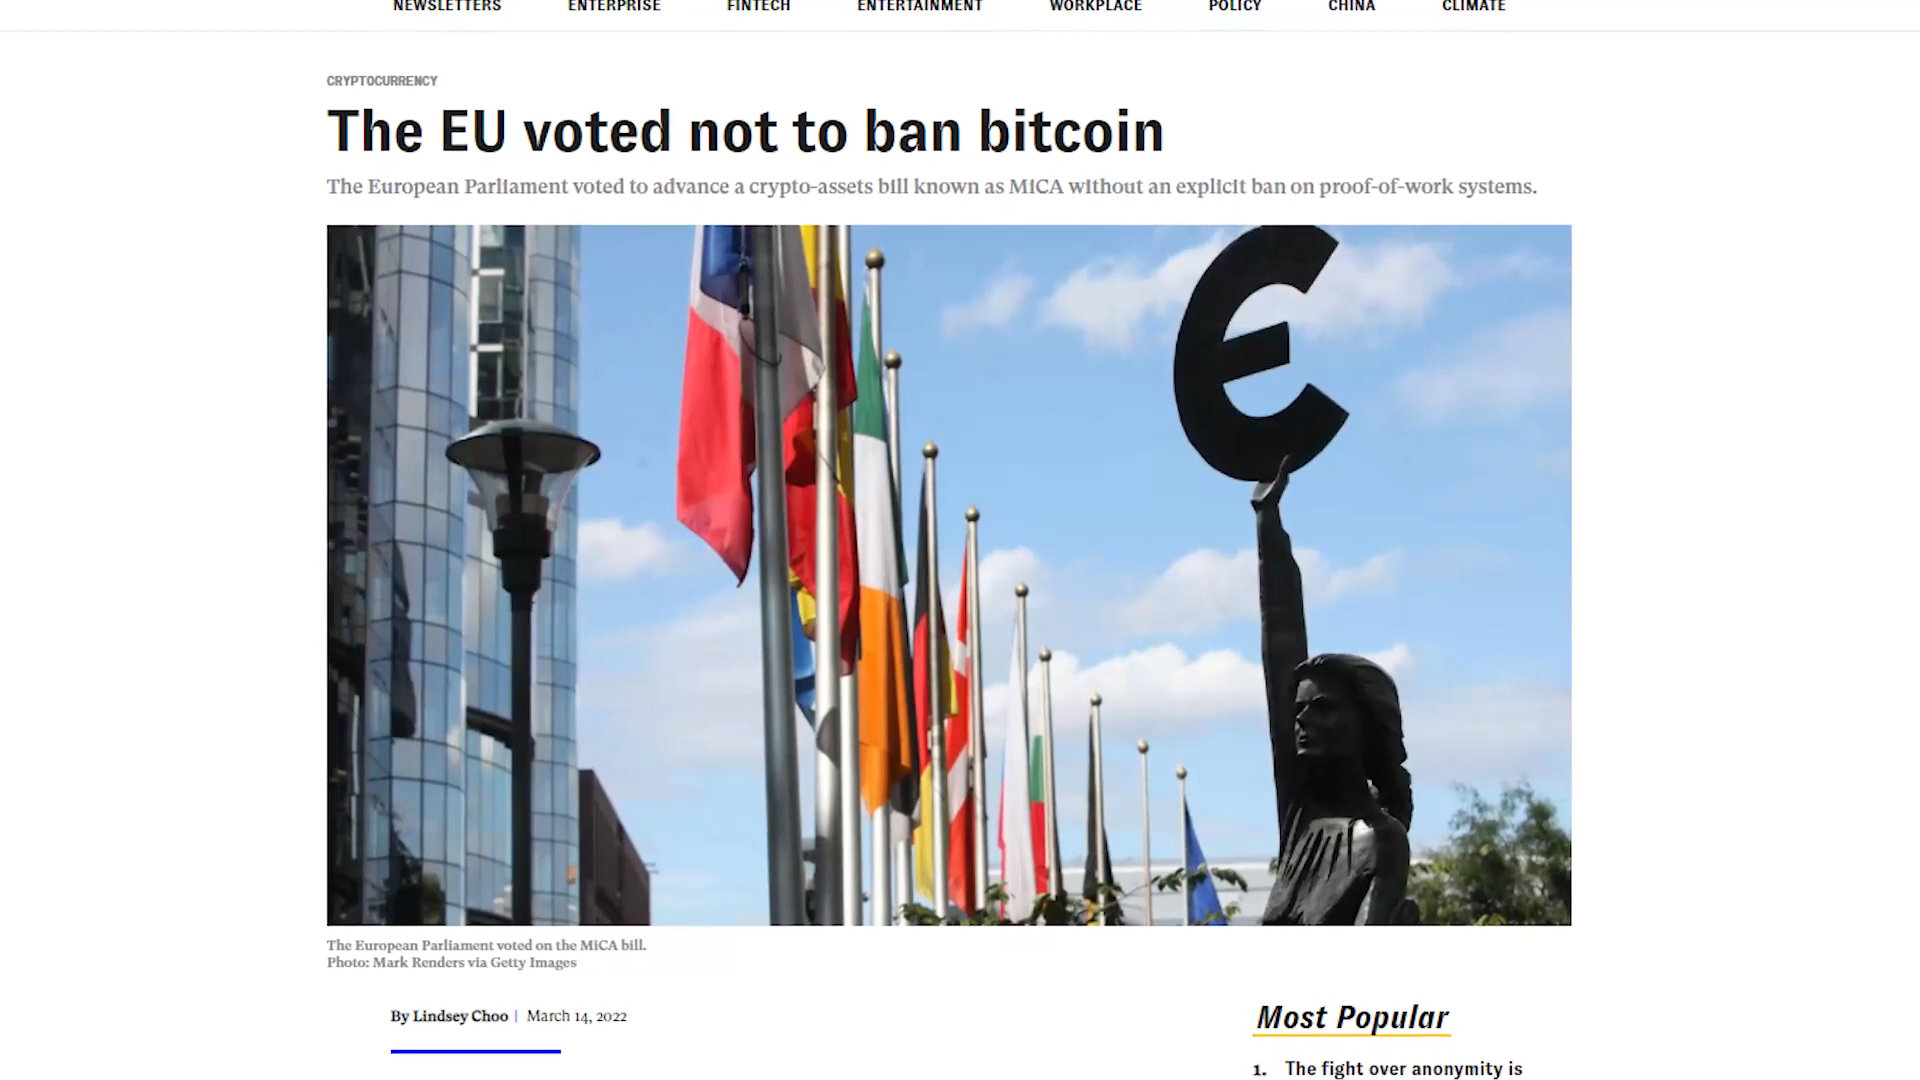 NEWSLETTERS ENTERPRISE FINTECH ENTERTAINMENT WORKPLACE POLICY CHINA CLIMATE
CRYPTOCURRENCY
The EU voted not to ban bitcoin
The European Parliament voted to advance a crypto-assets bill known as MiCA without an explicit ban on proof-of-work systems.
The European Parliament voted on the MiCA bill.
Photo: Mark Renders via Getty Images
By Lindsey Choo | March 14, 2022
Most Popular
1. The fight over anonymity is